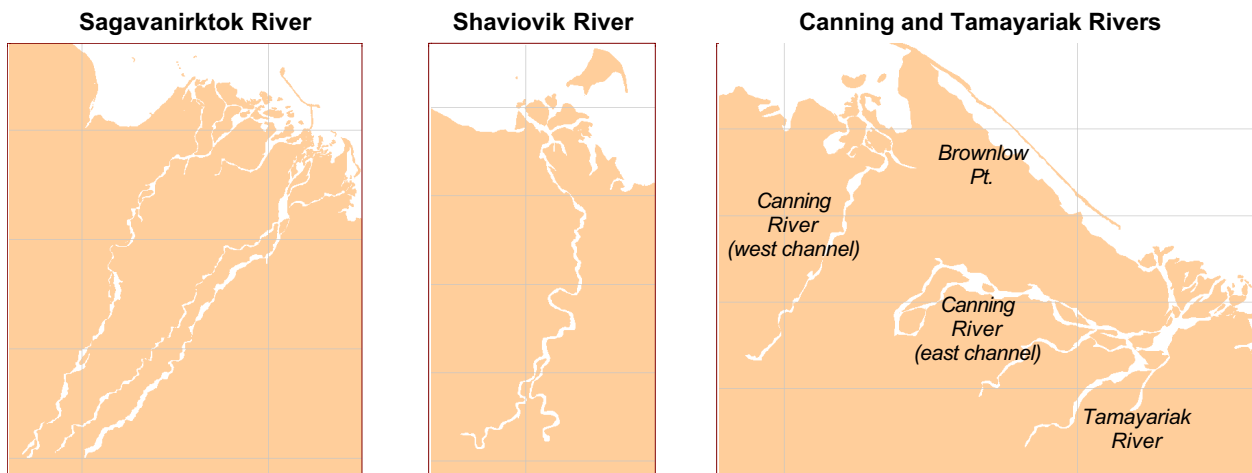 Sagavanirktok River
Shaviovik River
Canning and Tamayariak Rivers
Brownlow
Pt.
Canning
River
(west channel)
Canning
River
(east channel)
Tamayariak
River